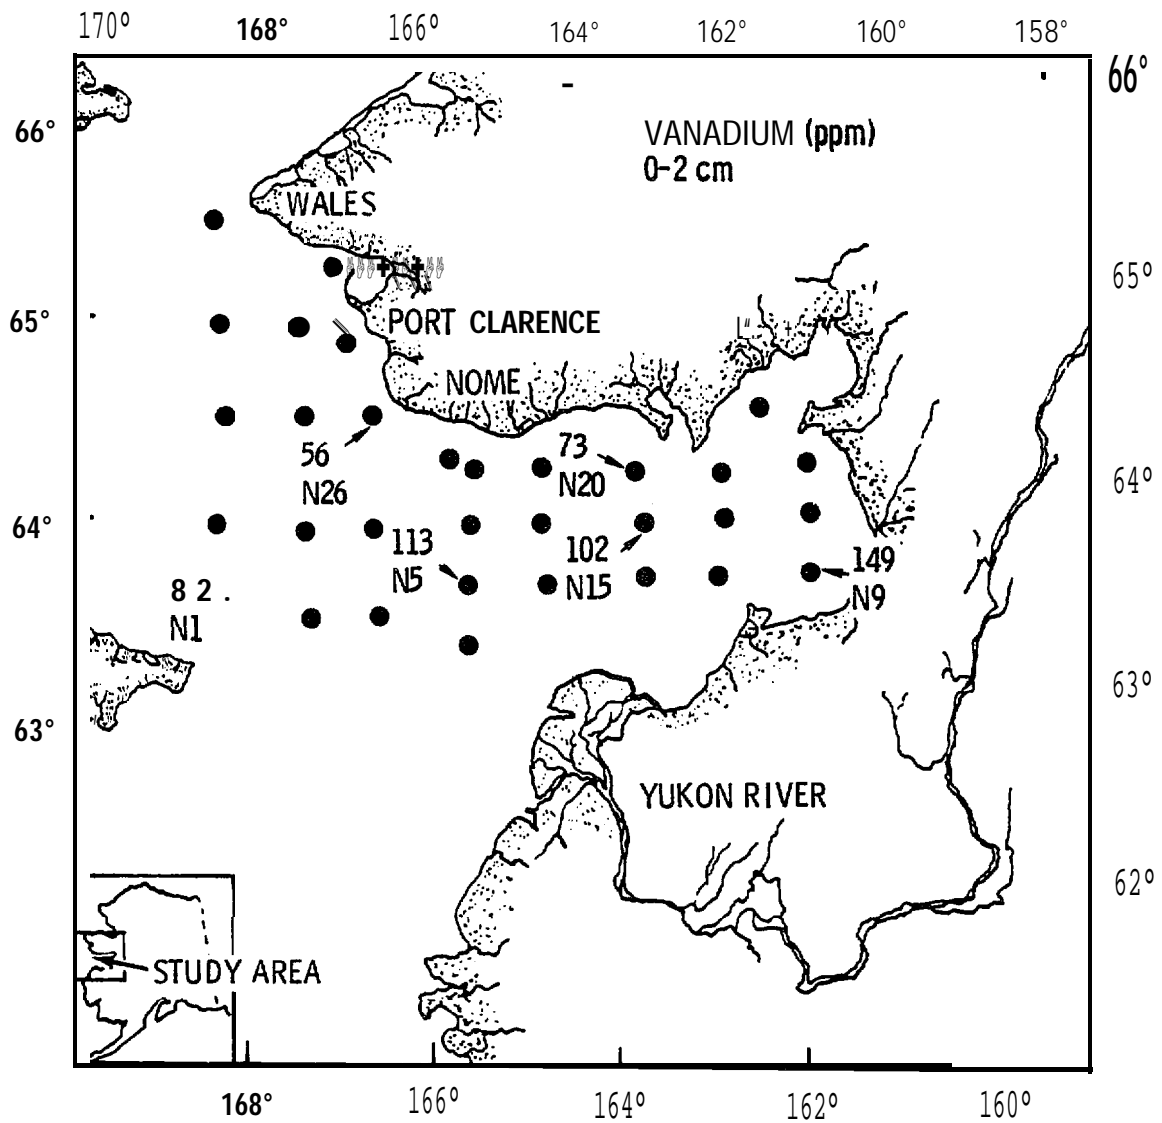 170° 168° 166° 164° 162° 160° 158°
66°
66°
VANADIUM (ppm)
0-2 cm
WALES
65°
65°
PORT CLARENCE
NOME
56
N26
73
N20
64°
64°
113
N5
102
N15
149
N9
82.
N1
63°
63°
YUKON RIVER
62°
STUDY AREA
168° 166° 164° 162° 160°